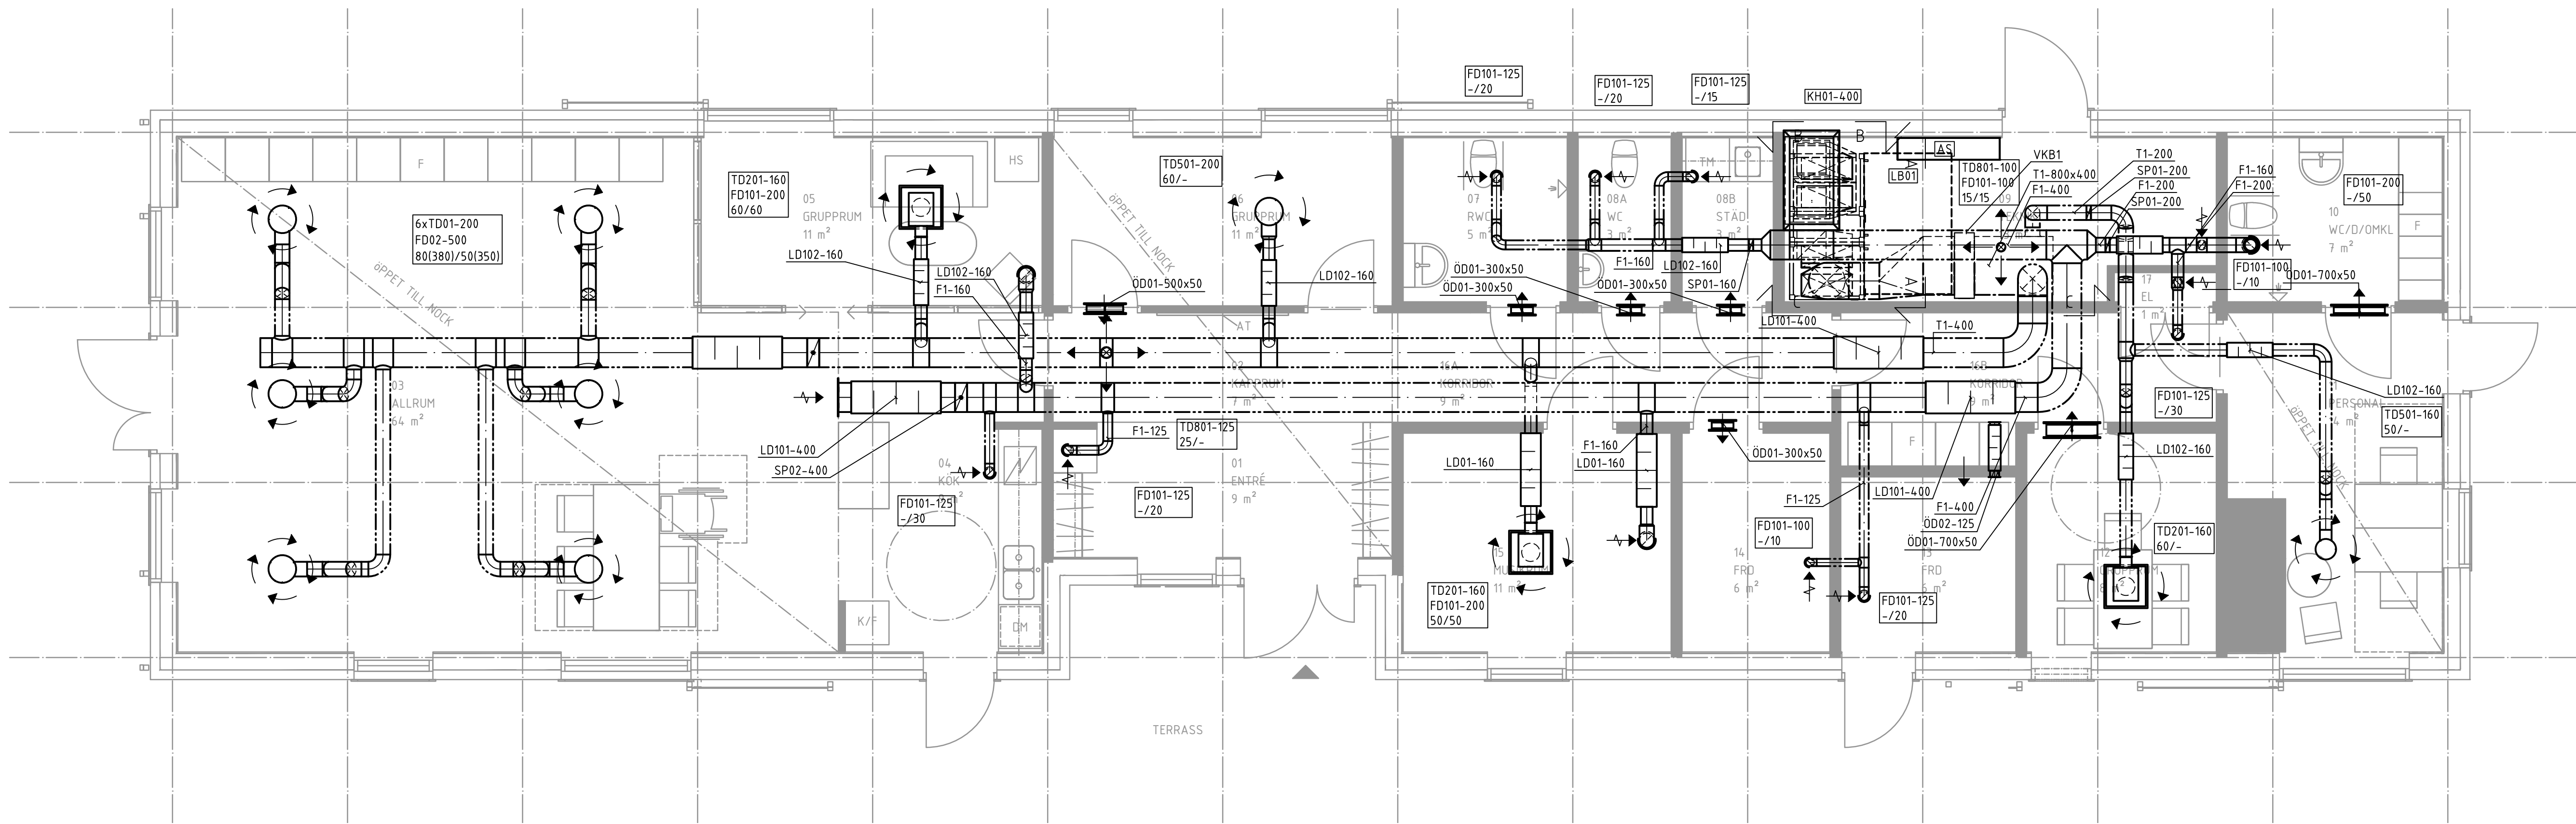 FD101-125
-/20
FD101-125
-/20
FD101-125
-/15
KH01-400
B
B
AS
LB01
A
A
C
C
TD801-100
FD101-100
15/15
09
VKB1
T1-800x400
F1-400
T1-200
SP01-200
F1-200
SP01-200
F1-160
F1-200
FD101-200
-/50
10
WC/D/OMKL
7 m²
F
FD101-100
-/10
ÖD01-700x50
17
EL
1 m²
F
6xTD01-200
FD02-500
80(380)/50(350)
ÖPPET TILL NOCK
TD201-160
FD101-200
60/60
05
GRUPPRUM
11 m²
HS
LD102-160
LD102-160
F1-160
ÖD01-500x50
ÖPPET TILL NOCK
TD501-200
60/-
06
GRUPPRUM
11 m²
LD102-160
AT
07
RWC
5 m²
08A
WC
3 m²
08B
STÄD
3 m²
TM
ÖD01-300x50
ÖD01-300x50
F1-160
LD102-160
ÖD01-300x50
SP01-160
LD101-400
T1-400
03
ALLRUM
64 m²
02
KAPPRUM
7 m²
16A
KORRIDOR
9 m²
16B
KORRIDOR
9 m²
LD102-160
FD101-125
-/30
PERSONAL
TD501-160
50/-
ÖPPET TILL NOCK
LD101-400
SP02-400
04
KÖK
FD101-125
-/30
F1-125
TD801-125
25/-
01
ENTRÉ
9 m²
FD101-125
-/20
LD01-160
F1-160
LD01-160
ÖD01-300x50
F
F1-125
LD101-400
F1-400
ÖD02-125
ÖD01-700x50
LD102-160
FD101-100
-/10
TD201-160
60/-
12
GRUPPRUM
15
MUSIKRUM
11 m²
TD201-160
FD101-200
50/50
14
FRD
6 m²
13
FRD
6 m²
FD101-125
-/20
K/F
DM
TERRASS